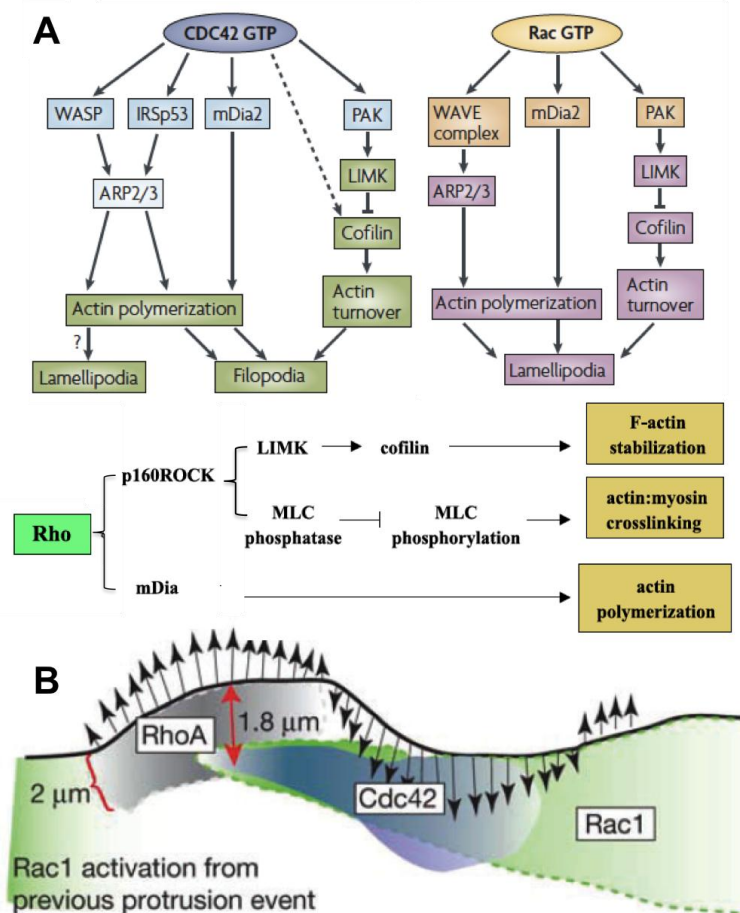 A
CDC42 GTP
Rac GTP
WASP
IRSp53
mDia2
PAK
WAVE
complex
mDia2
PAK
LIMK
LIMK
ARP2/3
ARP2/3
Cofilin
Cofilin
Actin polymerization
Actin
turnover
Actin polymerization
Actin
turnover
?
Lamellipodia
Filopodia
Lamellipodia
Rho
p160ROCK
LIMK
cofilin
F-actin
stabilization
MLC
phosphatase
MLC
phosphorylation
actin:myosin
crosslinking
mDia
actin
polymerization
B
RhoA
1.8 µm
2 µm
Cdc42
Rac1
Rac1 activation from
previous protrusion event